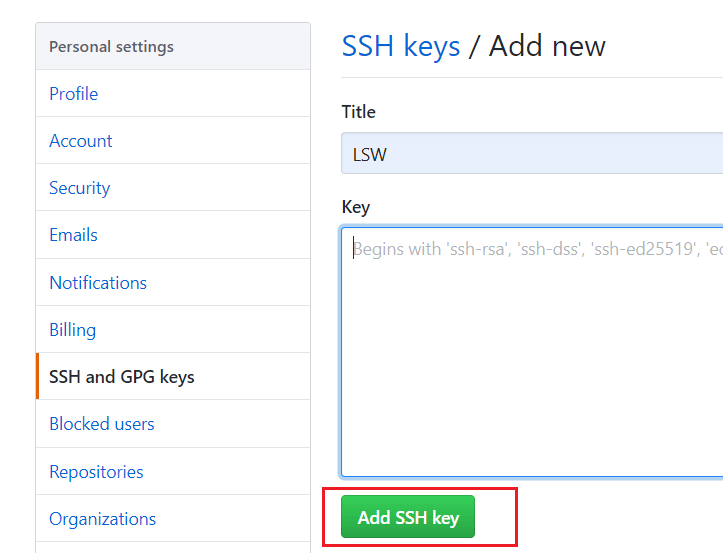 Personal settings
Profile
Account
Security
Emails
Notifications
Billing
SSH and GPG keys
Blocked users
Repositories
Organizations
SSH keys / Add new
Title
LSW
Key
Begins with 'ssh-rsa', 'ssh-dss', 'ssh-ed25519',
Add SSH key